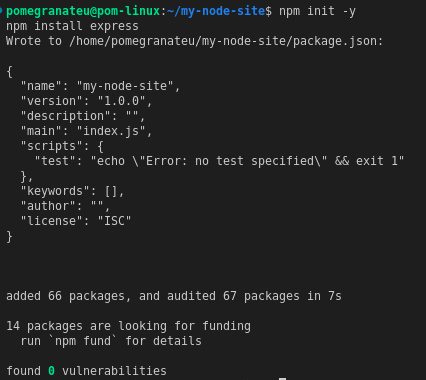 pomegranateu@pom-linux:~/my-node-site$ npm init -y
npm install express
Wrote to /home/pomegranateu/my-node-site/package.json:
{
  "name": "my-node-site",
  "version": "1.0.0",
  "description": "",
  "main": "index.js",
  "scripts": {
    "test": "echo \"Error: no test specified\" && exit 1"
  },
  "keywords": [],
  "author": "",
  "license": "ISC"
}
added 66 packages, and audited 67 packages in 7s
14 packages are looking for funding
  run `npm fund` for details
found 0 vulnerabilities